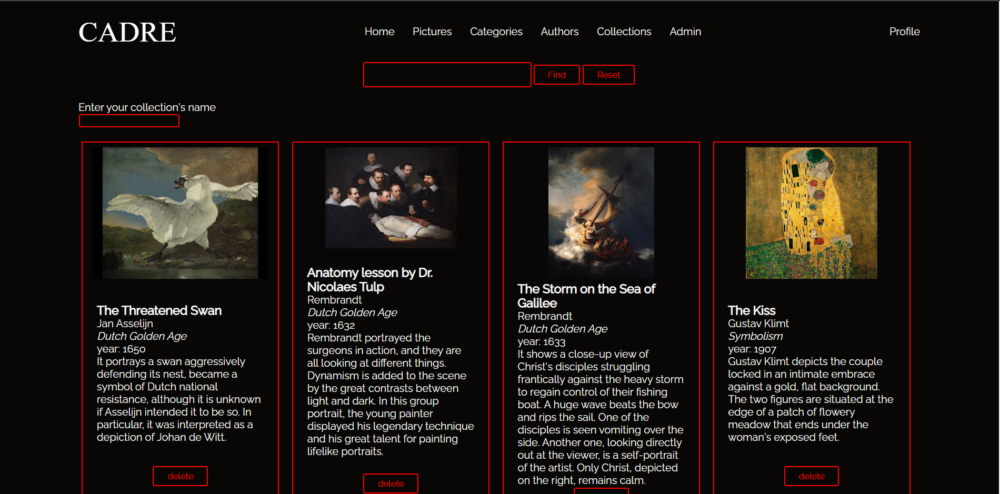 CADRE
Home Pictures Categories Authors Collections Admin
Profile
Find Reset
Enter your collection's name
The Threatened Swan
Jan Asselijn
Dutch Golden Age
year: 1650
It portrays a swan aggressively
defending its nest, became a
symbol of Dutch national
resistance, although it is unknown
if Asselijn intended it to be so. In
particular, it was interpreted as a
depiction of Johan de Witt.
delete
Anatomy lesson by Dr.
Nicolaes Tulp
Rembrandt
Dutch Golden Age
year: 1632
Rembrandt portrayed the
surgeons in action, and they are
all looking at different things.
Dynamism is added to the scene
by the great contrasts between
light and dark. In this group
portrait, the young painter
displayed his legendary technique
and his great talent for painting
lifelike portraits.
delete
The Storm on the Sea of
Galilee
Rembrandt
Dutch Golden Age
year: 1633
It shows a close-up view of
Christ's disciples struggling
frantically against the heavy storm
to regain control of their fishing
boat. A huge wave beats the bow
and rips the sail. One of the
disciples is seen vomiting over the
side. Another one, looking directly
out at the viewer, is a self-portrait
of the artist. Only Christ, depicted
on the right, remains calm.
The Kiss
Gustav Klimt
Symbolism
year: 1907
Gustav Klimt depicts the couple
locked in an intimate embrace
against a gold, flat background.
The two figures are situated at the
edge of a patch of flowery
meadow that ends under the
woman's exposed feet.
delete